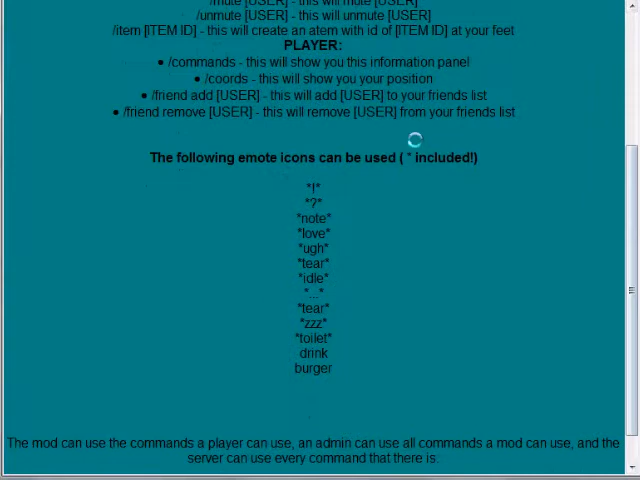 /mute [USER] - this will mute [USER]
/unmute [USER] - this will unmute [USER]
/item [ITEM ID] - this will create an atem with id of [ITEM ID] at your feet
PLAYER:
• /commands - this will show you this information panel
• /coords - this will show you your position
• /friend add [USER] - this will add [USER] to your friends list
• /friend remove [USER] - this will remove [USER] from your friends list
The following emote icons can be used ( * included!)
*!*
*?*
*note*
*love*
*ugh*
*tear*
*idle*
*...*
*tear*
*zzz*
*toilet*
drink
burger
The mod can use the commands a player can use, an admin can use all commands a mod can use, and the
server can use every command that there is.